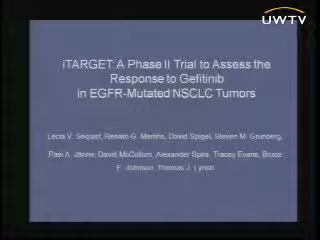 UWTV
iTARGET: A Phase II Trial to Assess the
Response to Gefitinib
in EGFR-Mutated NSCLC Tumors
Lecia V. Sequist, Renato G. Martins, David Spigel, Steven M. Grunberg,
Pasi A. Jänne, David McCollum, Alexander Spira, Tracey Evans, Bruce
E. Johnson, Thomas J. Lynch